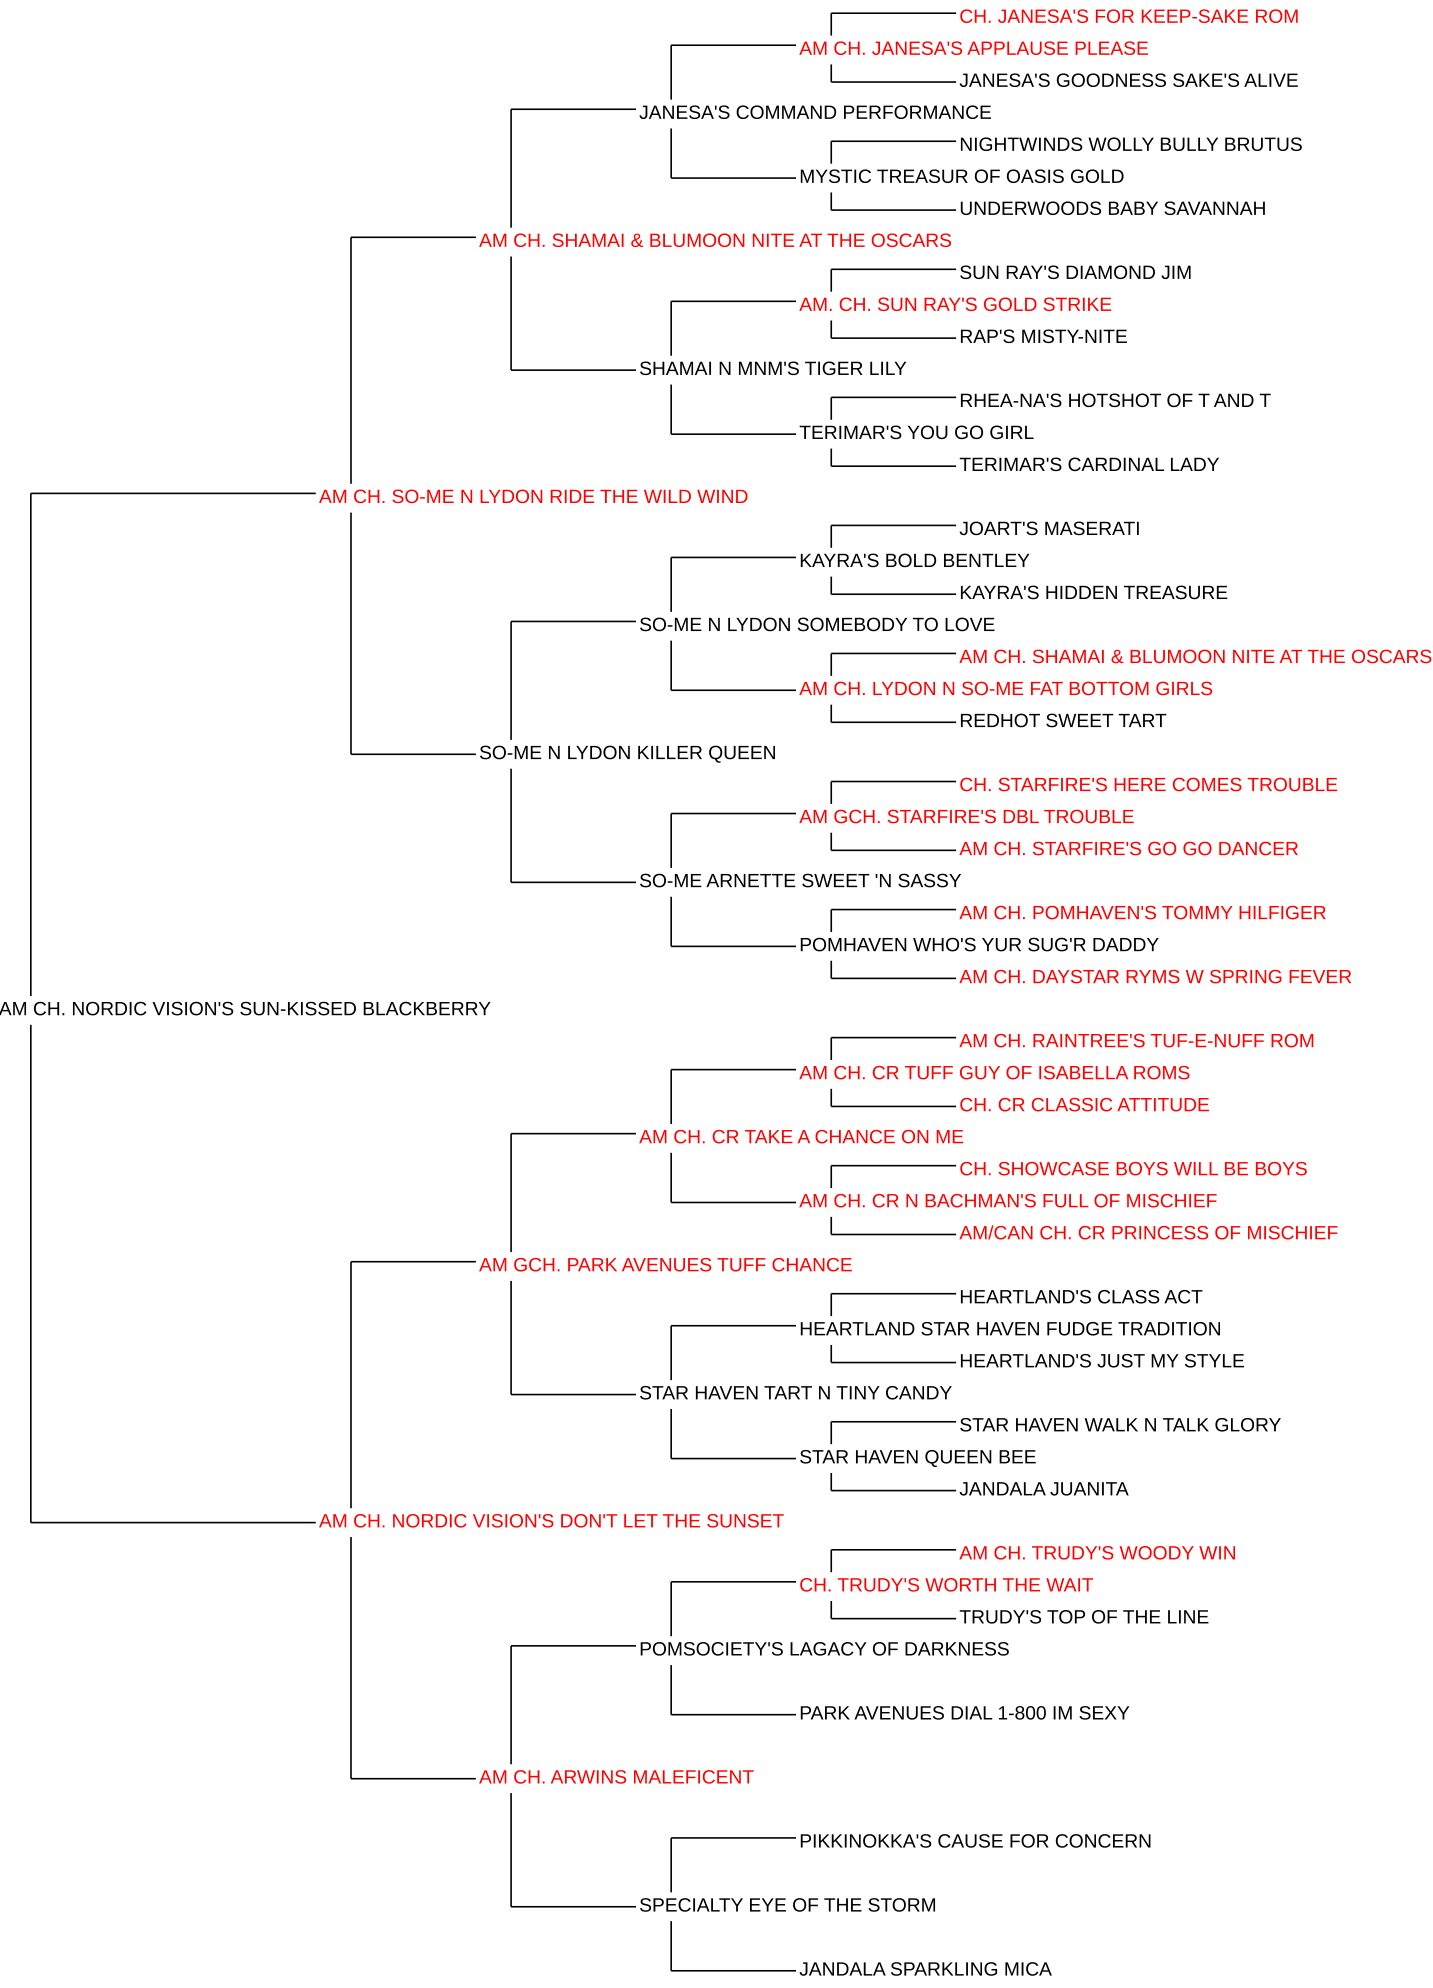 CH. JANESA'S FOR KEEP-SAKE ROM
AM CH. JANESA'S APPLAUSE PLEASE
JANESA'S GOODNESS SAKE'S ALIVE
JANESA'S COMMAND PERFORMANCE
NIGHTWINDS WOLLY BULLY BRUTUS
MYSTIC TREASUR OF OASIS GOLD
UNDERWOODS BABY SAVANNAH
AM CH. SHAMAI & BLUMOON NITE AT THE OSCARS
SUN RAY'S DIAMOND JIM
AM. CH. SUN RAY'S GOLD STRIKE
RAP'S MISTY-NITE
SHAMAI N MNM'S TIGER LILY
RHEA-NA'S HOTSHOT OF T AND T
TERIMAR'S YOU GO GIRL
TERIMAR'S CARDINAL LADY
AM CH. SO-ME N LYDON RIDE THE WILD WIND
JOART'S MASERATI
KAYRA'S BOLD BENTLEY
KAYRA'S HIDDEN TREASURE
SO-ME N LYDON SOMEBODY TO LOVE
AM CH. SHAMAI & BLUMOON NITE AT THE OSCARS
AM CH. LYDON N SO-ME FAT BOTTOM GIRLS
REDHOT SWEET TART
SO-ME N LYDON KILLER QUEEN
CH. STARFIRE'S HERE COMES TROUBLE
AM GCH. STARFIRE'S DBL TROUBLE
AM CH. STARFIRE'S GO GO DANCER
SO-ME ARNETTE SWEET 'N SASSY
AM CH. POMHAVEN'S TOMMY HILFIGER
POMHAVEN WHO'S YUR SUG'R DADDY
AM CH. DAYSTAR RYMS W SPRING FEVER
AM CH. NORDIC VISION'S SUN-KISSED BLACKBERRY
AM CH. RAINTREE'S TUF-E-NUFF ROM
AM CH. CR TUFF GUY OF ISABELLA ROMS
CH. CR CLASSIC ATTITUDE
AM CH. CR TAKE A CHANCE ON ME
CH. SHOWCASE BOYS WILL BE BOYS
AM CH. CR N BACHMAN'S FULL OF MISCHIEF
AM/CAN CH. CR PRINCESS OF MISCHIEF
AM GCH. PARK AVENUES TUFF CHANCE
HEARTLAND'S CLASS ACT
HEARTLAND STAR HAVEN FUDGE TRADITION
HEARTLAND'S JUST MY STYLE
STAR HAVEN TART N TINY CANDY
STAR HAVEN WALK N TALK GLORY
STAR HAVEN QUEEN BEE
JANDALA JUANITA
AM CH. NORDIC VISION'S DON'T LET THE SUNSET
AM CH. TRUDY'S WOODY WIN
CH. TRUDY'S WORTH THE WAIT
TRUDY'S TOP OF THE LINE
POMSOCIETY'S LAGACY OF DARKNESS
PARK AVENUES DIAL 1-800 IM SEXY
AM CH. ARWINS MALEFICENT
PIKKINOKKA'S CAUSE FOR CONCERN
SPECIALTY EYE OF THE STORM
JANDALA SPARKLING MICA